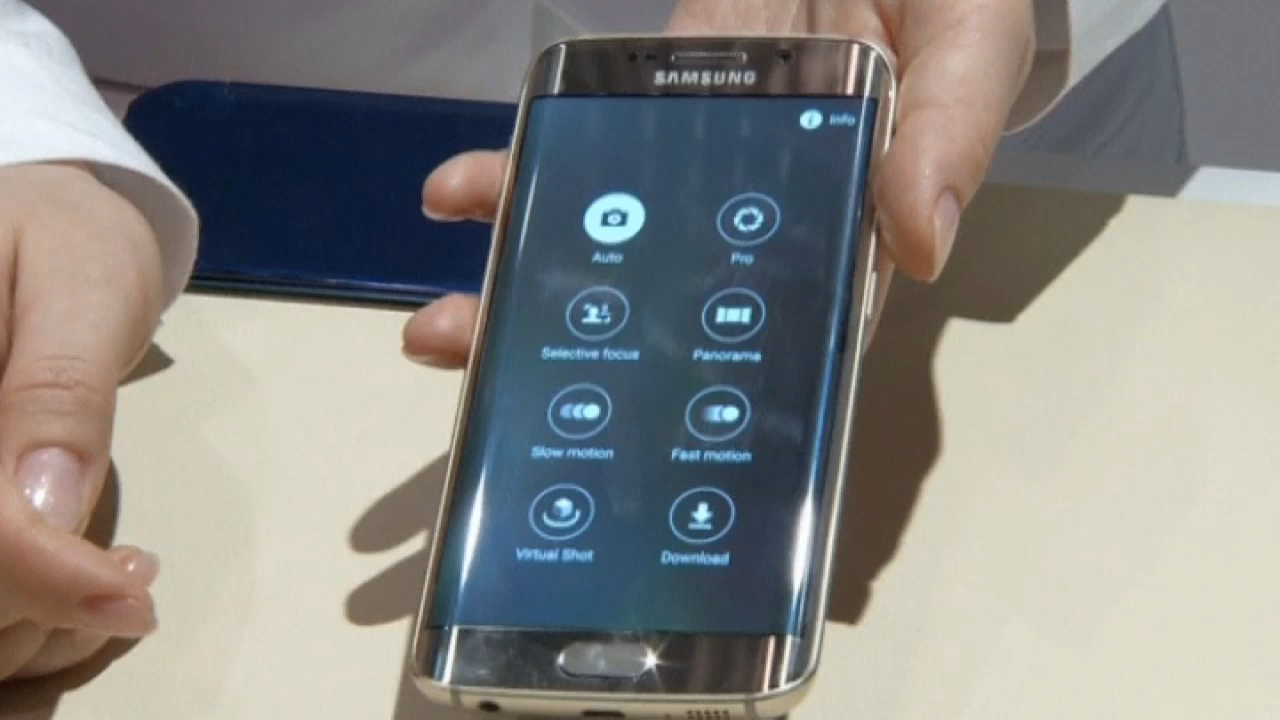 SAMSUNG
Info
Auto
Pro
Selective focus
Panorama
Slow motion
Fast motion
Virtual Shot
Download